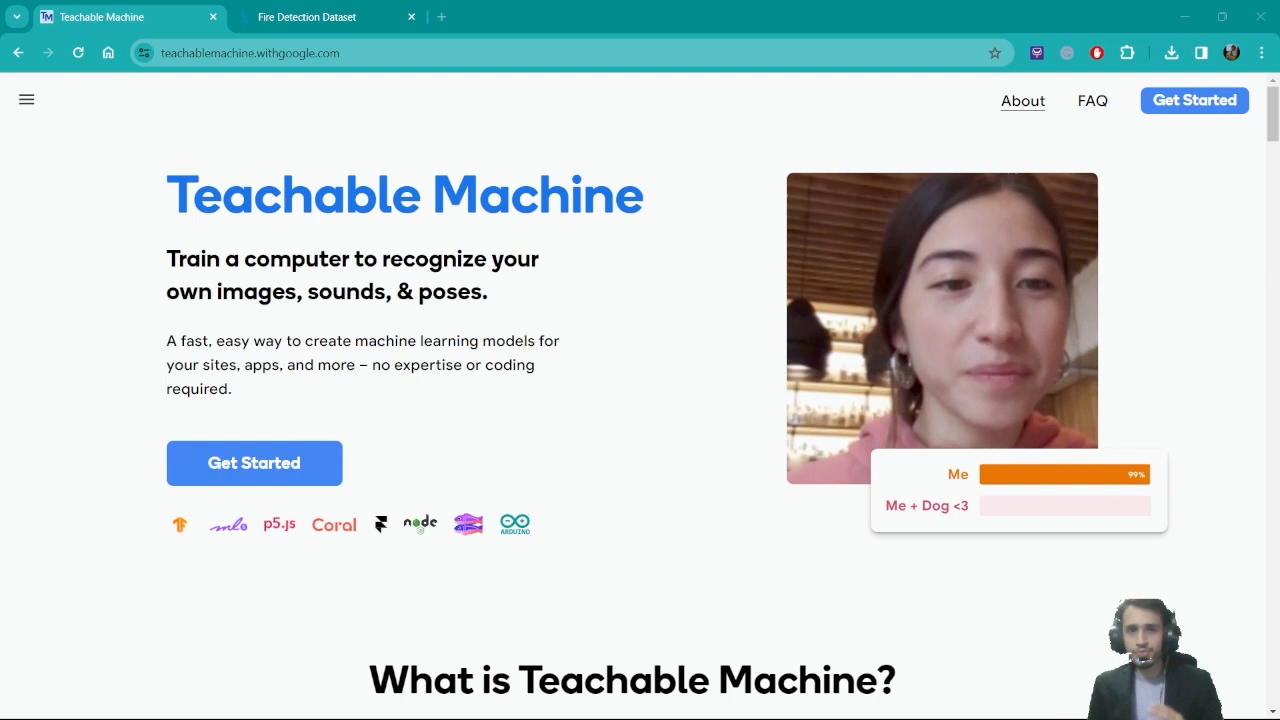 Teachable Machine
Fire Detection Dataset
teachablemachine.withgoogle.com
About
FAQ
Get Started
Teachable Machine
Train a computer to recognize your
own images, sounds, & poses.
A fast, easy way to create machine learning models for
your sites, apps, and more – no expertise or coding
required.
Get Started
p5.js
Coral
node
ARDUINO
Me
99%
Me + Dog <3
What is Teachable Machine?